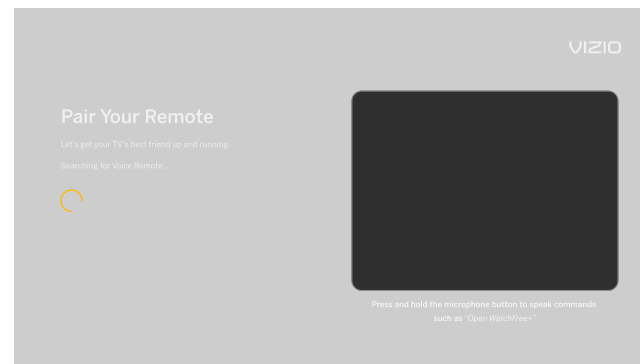 VIZIO
Pair Your Remote
Let's get your TV's best friend up and running.
Searching for Voice Remote...
Press and hold the microphone button to speak commands
such as "Open WatchFree+"